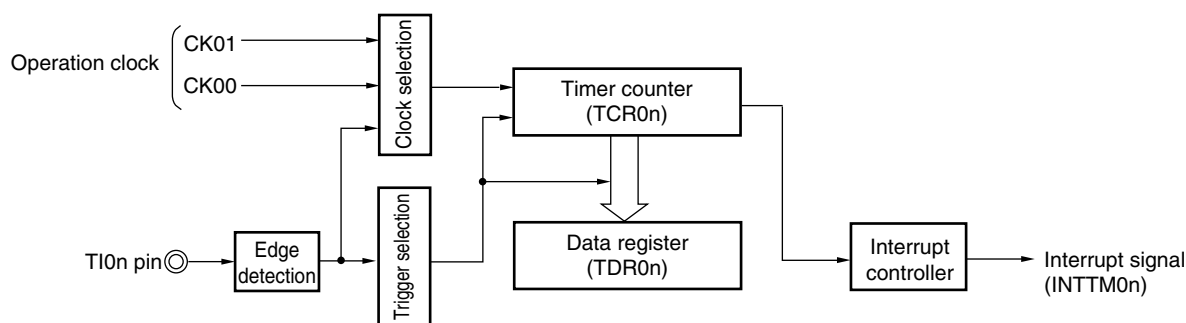 Operation clock
CK01
CK00
Clock selection
Timer counter
(TCR0n)
TI0n pin
Edge
detection
Trigger selection
Data register
(TDR0n)
Interrupt
controller
Interrupt signal
(INTTM0n)